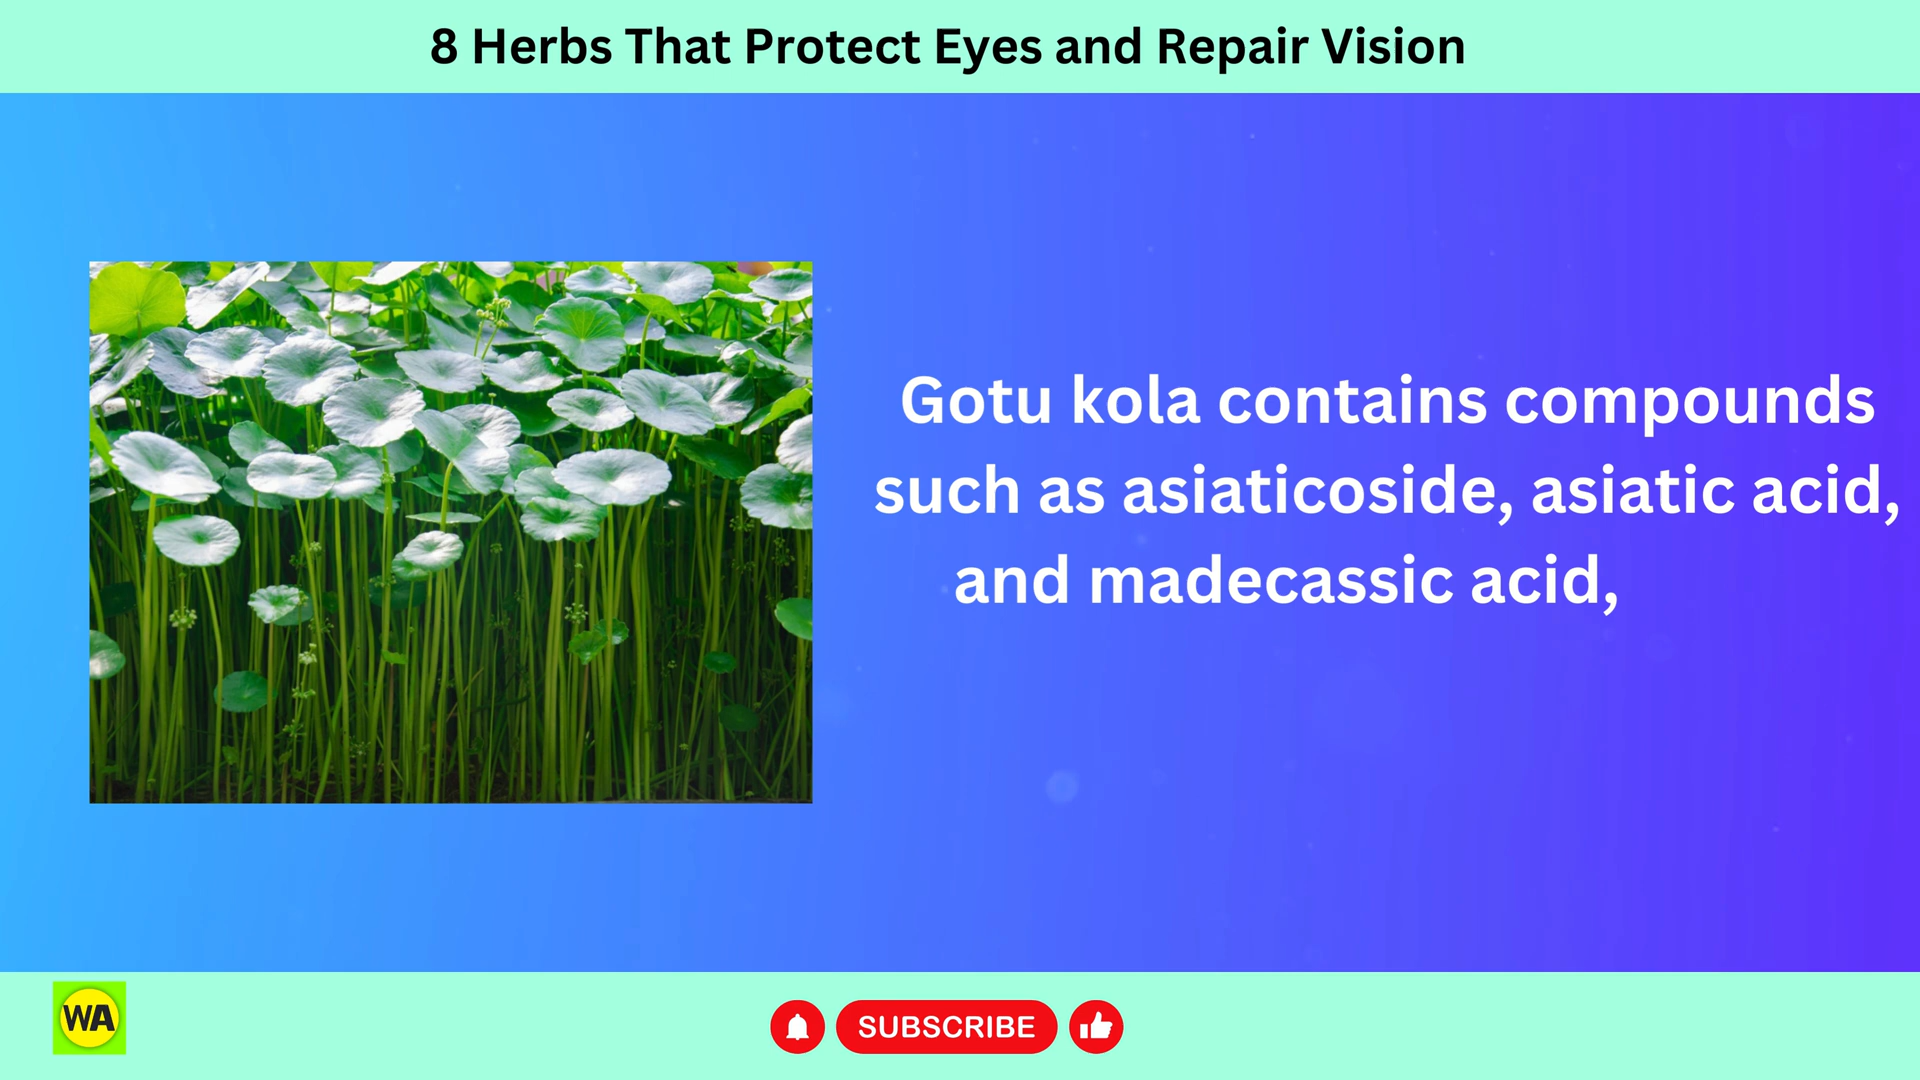 8 Herbs That Protect Eyes and Repair Vision
Gotu kola contains compounds
such as asiaticoside, asiatic acid,
and madecassic acid,
WA
SUBSCRIBE